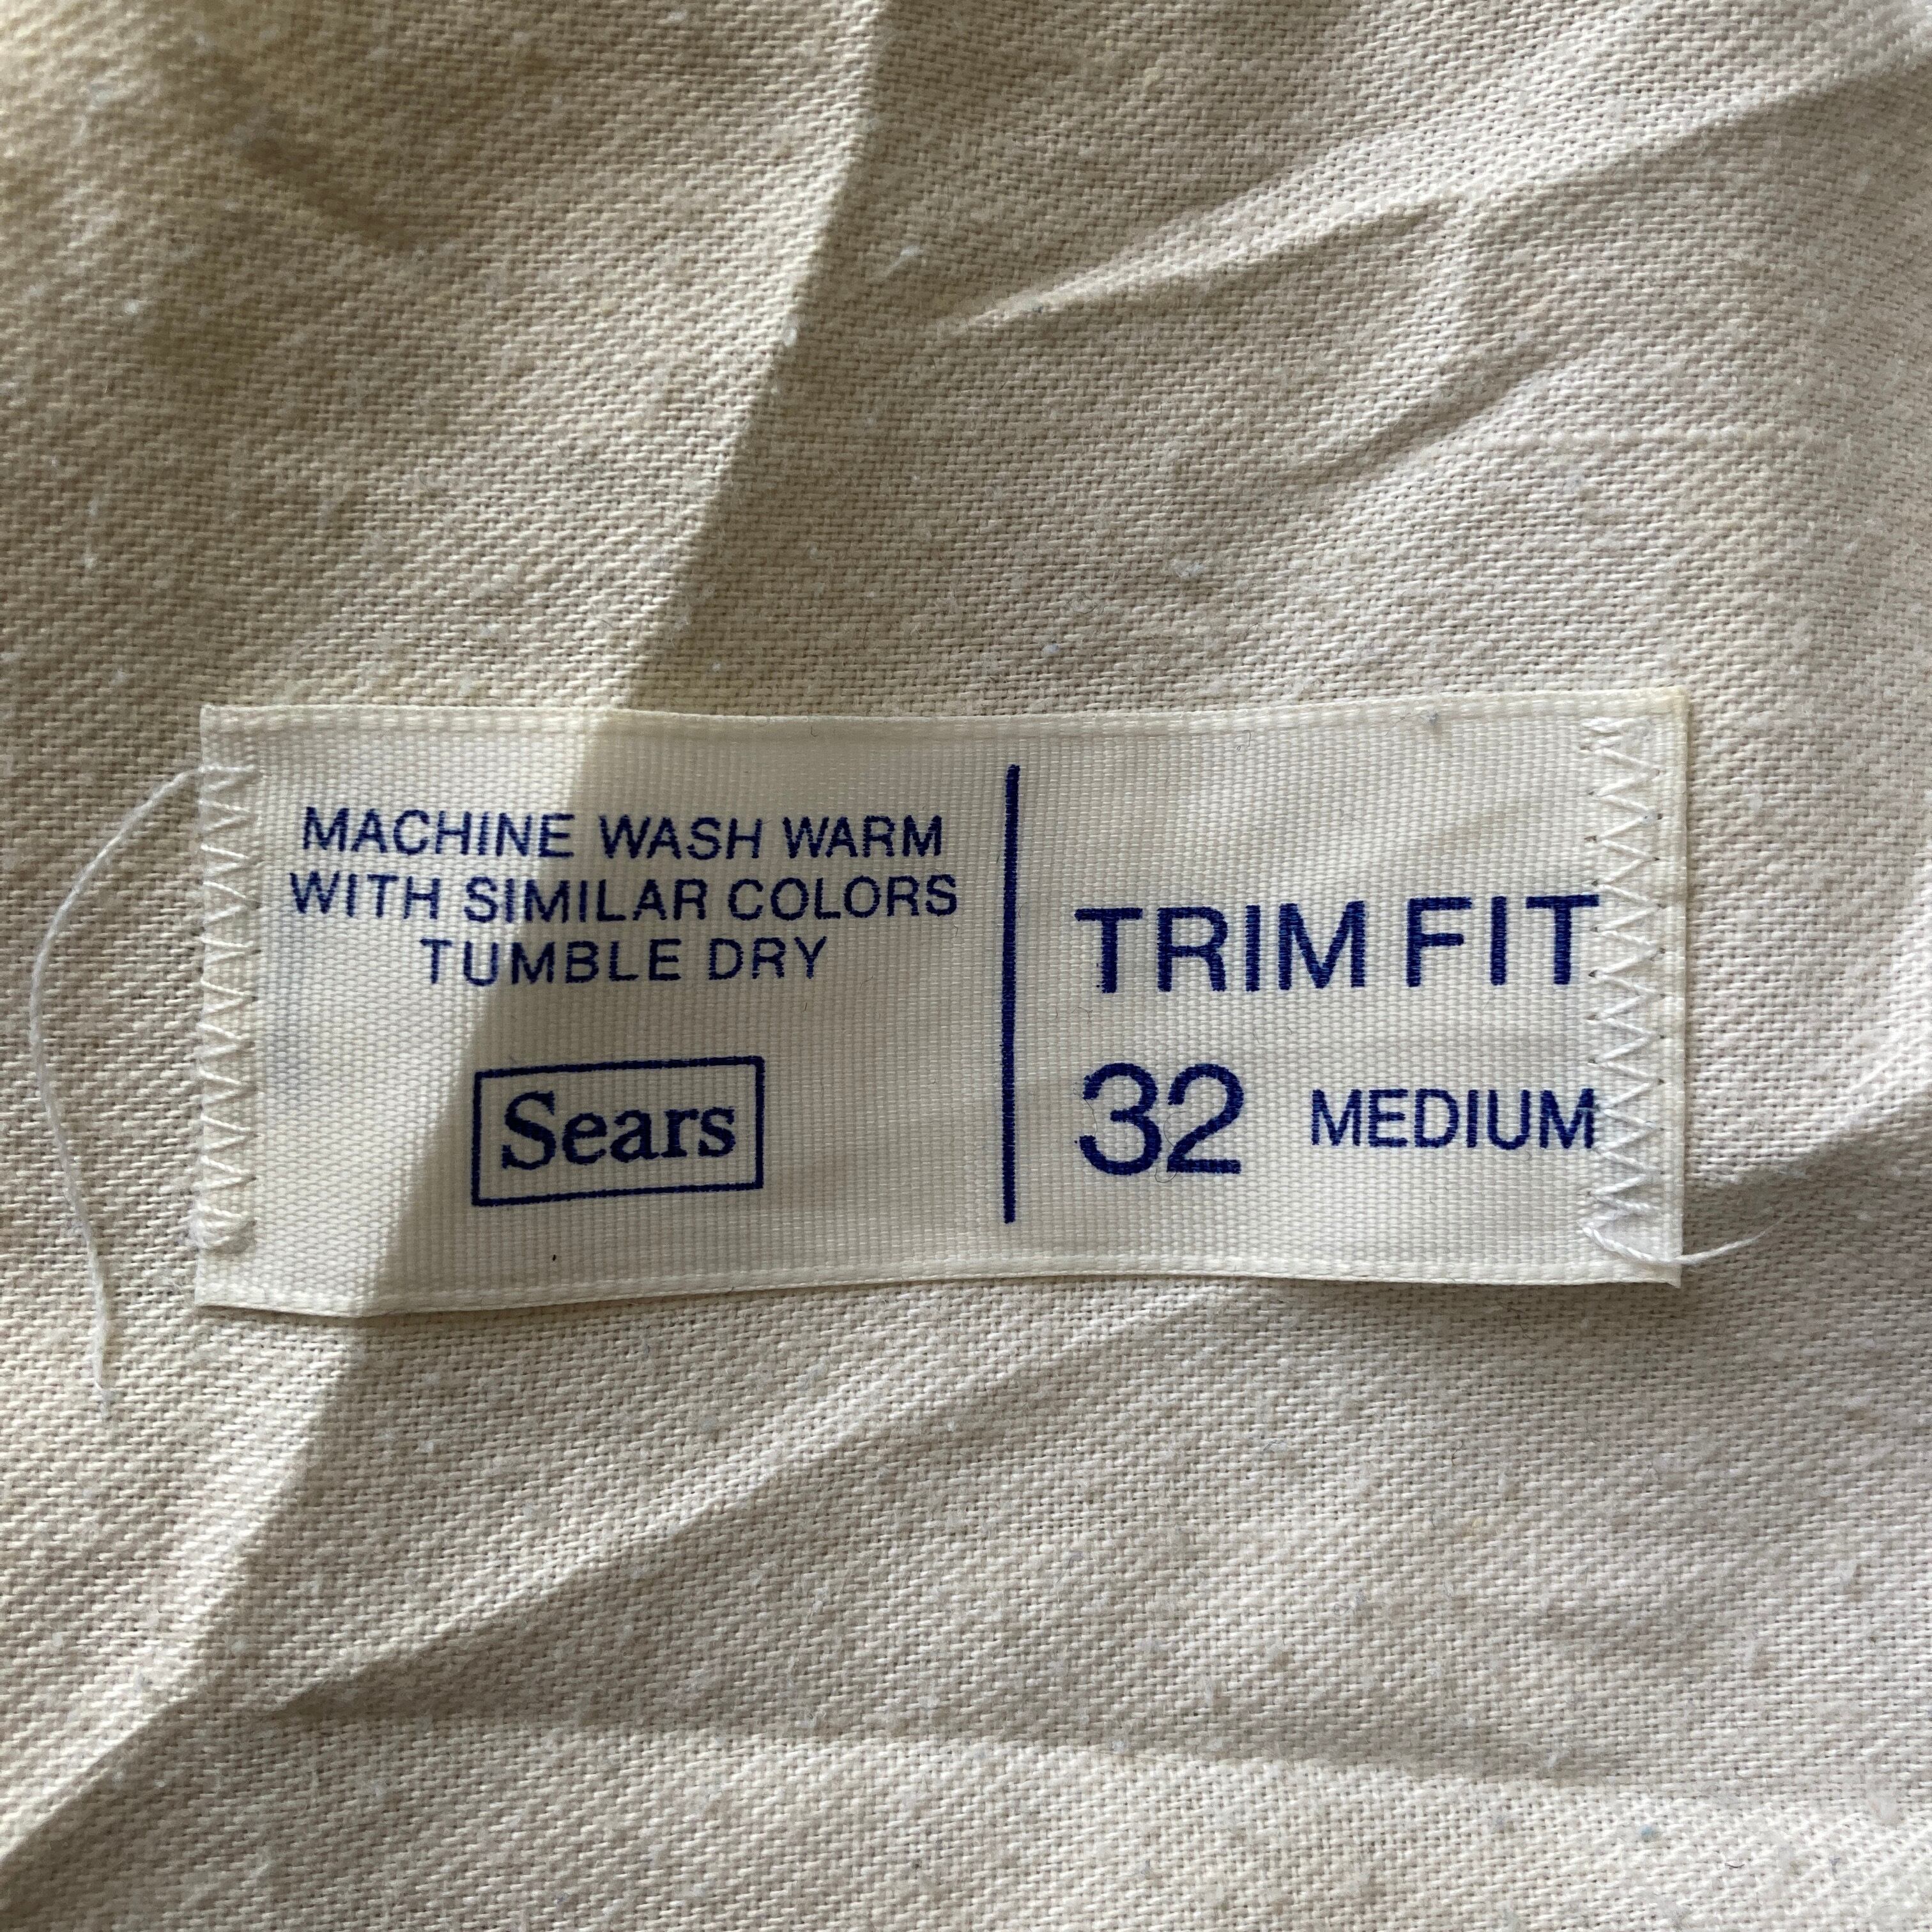 MACHINE WASH WARM
WITH SIMILAR COLORS
TUMBLE DRY
Sears
TRIM FIT
32 MEDIUM